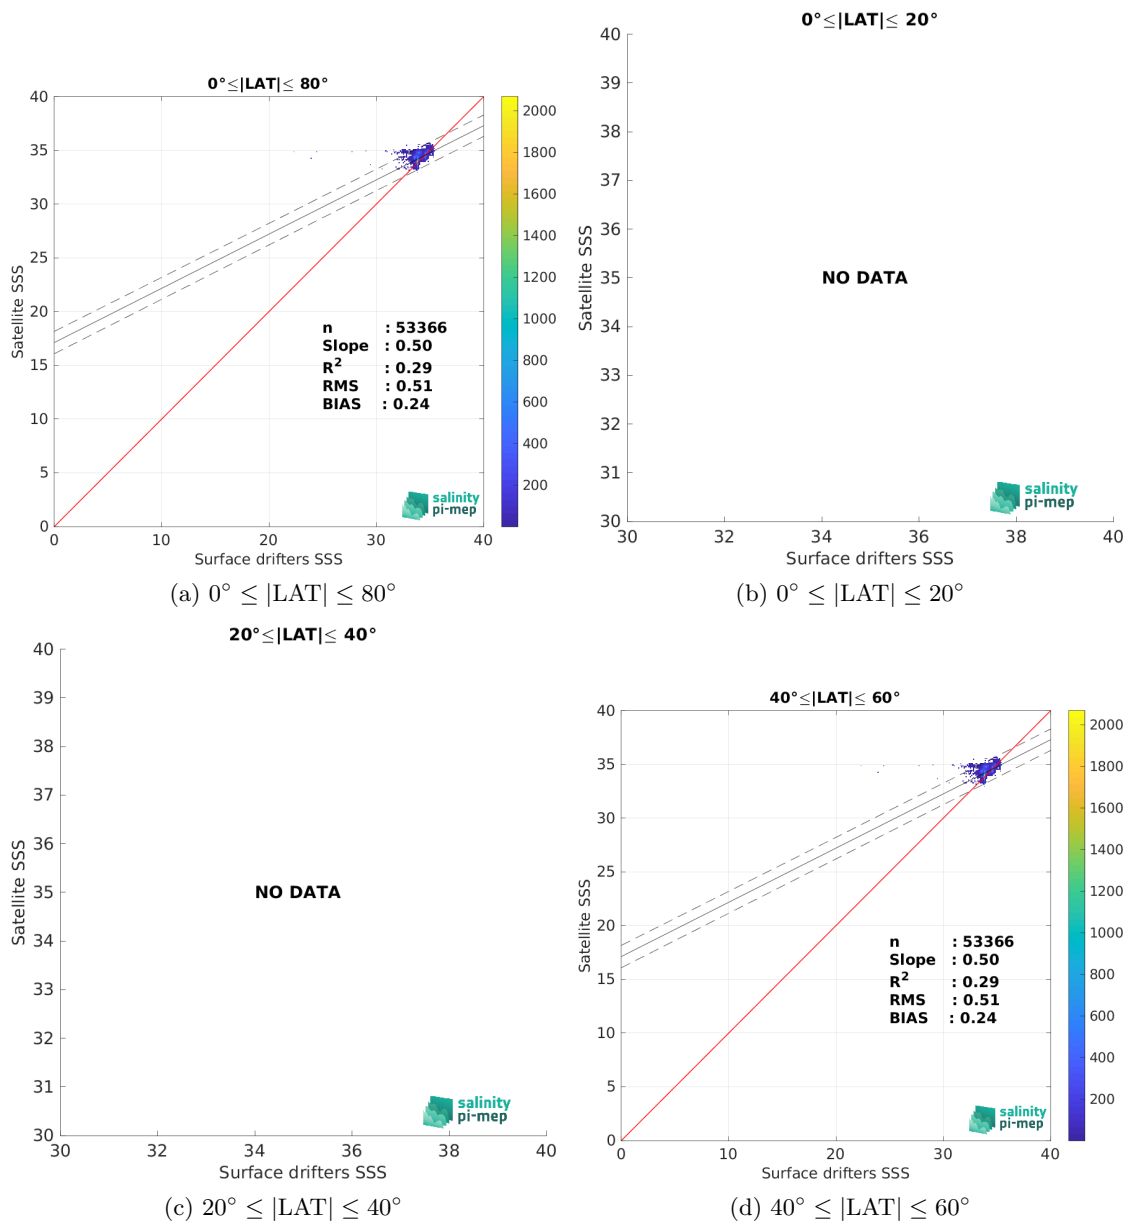 0°≤|LAT|≤ 80°
40
35
30
25
20
15
10
5
0
Satellite SSS
n : 53366
Slope : 0.50
R² : 0.29
RMS : 0.51
BIAS : 0.24
salinity
pi-mep
0 10 20 30 40
Surface drifters SSS
2000
1800
1600
1400
1200
1000
800
600
400
200
(a) 0° ≤ |LAT| ≤ 80°
0°≤|LAT|≤ 20°
40
39
38
37
36
35
34
33
32
31
30
Satellite SSS
NO DATA
salinity
pi-mep
30 32 34 36 38 40
Surface drifters SSS
(b) 0° ≤ |LAT| ≤ 20°
20°≤|LAT|≤ 40°
40
39
38
37
36
35
34
33
32
31
30
Satellite SSS
NO DATA
salinity
pi-mep
30 32 34 36 38 40
Surface drifters SSS
(c) 20° ≤ |LAT| ≤ 40°
40°≤|LAT|≤ 60°
40
35
30
25
20
15
10
5
0
Satellite SSS
n : 53366
Slope : 0.50
R² : 0.29
RMS : 0.51
BIAS : 0.24
salinity
pi-mep
0 10 20 30 40
Surface drifters SSS
2000
1800
1600
1400
1200
1000
800
600
400
200
(d) 40° ≤ |LAT| ≤ 60°